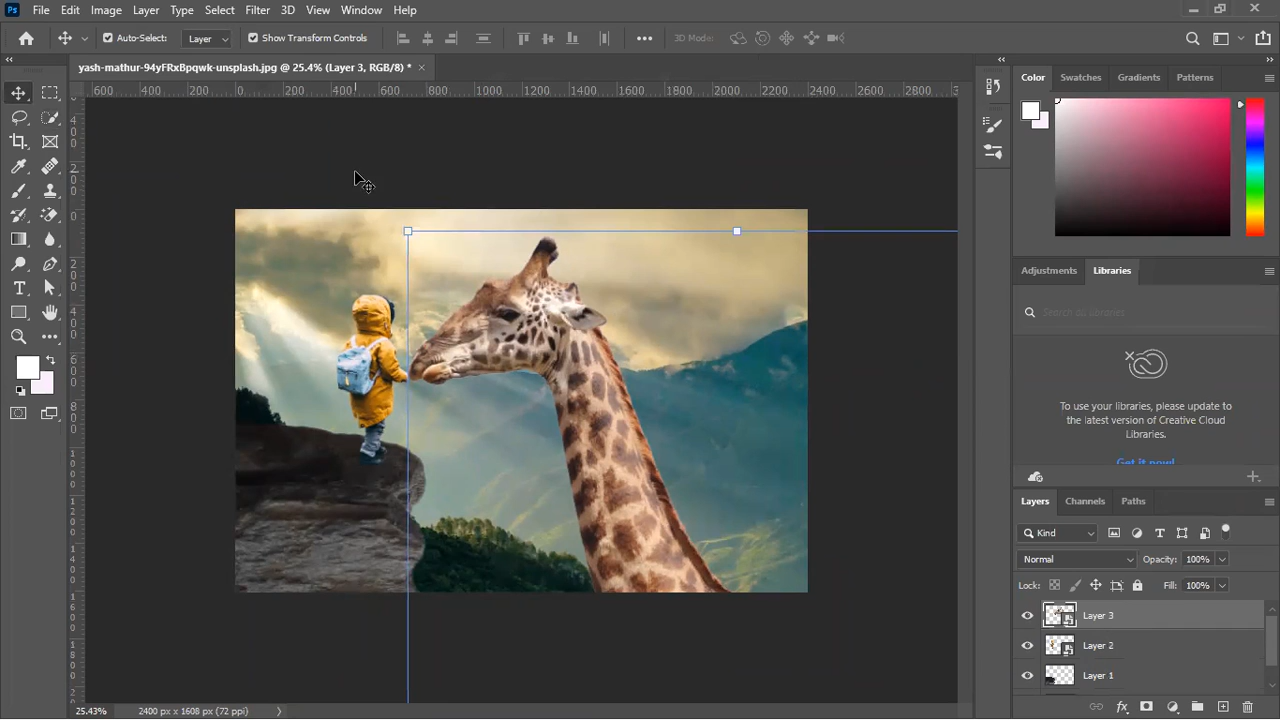 Ps File Edit Image Layer Type Select Filter 3D View Window Help
Auto-Select: Layer Show Transform Controls ••• 3D Mode:
yash-mathur-94yFRxBpqwk-unsplash.jpg @ 25.4% (Layer 3, RGB/8) *
600 400 200 0 200 400 600 800 1000 1200 1400 1600 1800 2000 2200 2400 2600 2800
Color Swatches Gradients Patterns
Adjustments Libraries
Search all libraries
To use your libraries, please update to
the latest version of Creative Cloud
Libraries.
Get it now!
Layers Channels Paths
Kind
Normal Opacity: 100%
Lock: Fill: 100%
Layer 3
Layer 2
Layer 1
25.43% 2400 px x 1608 px (72 ppi)